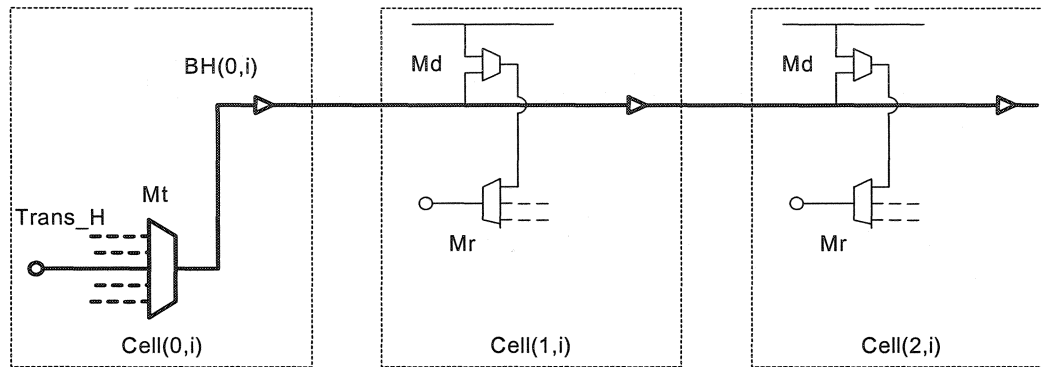 BH(0,i)
Md
Md
Trans_H
Mt
Mr
Mr
Cell(0,i)
Cell(1,i)
Cell(2,i)